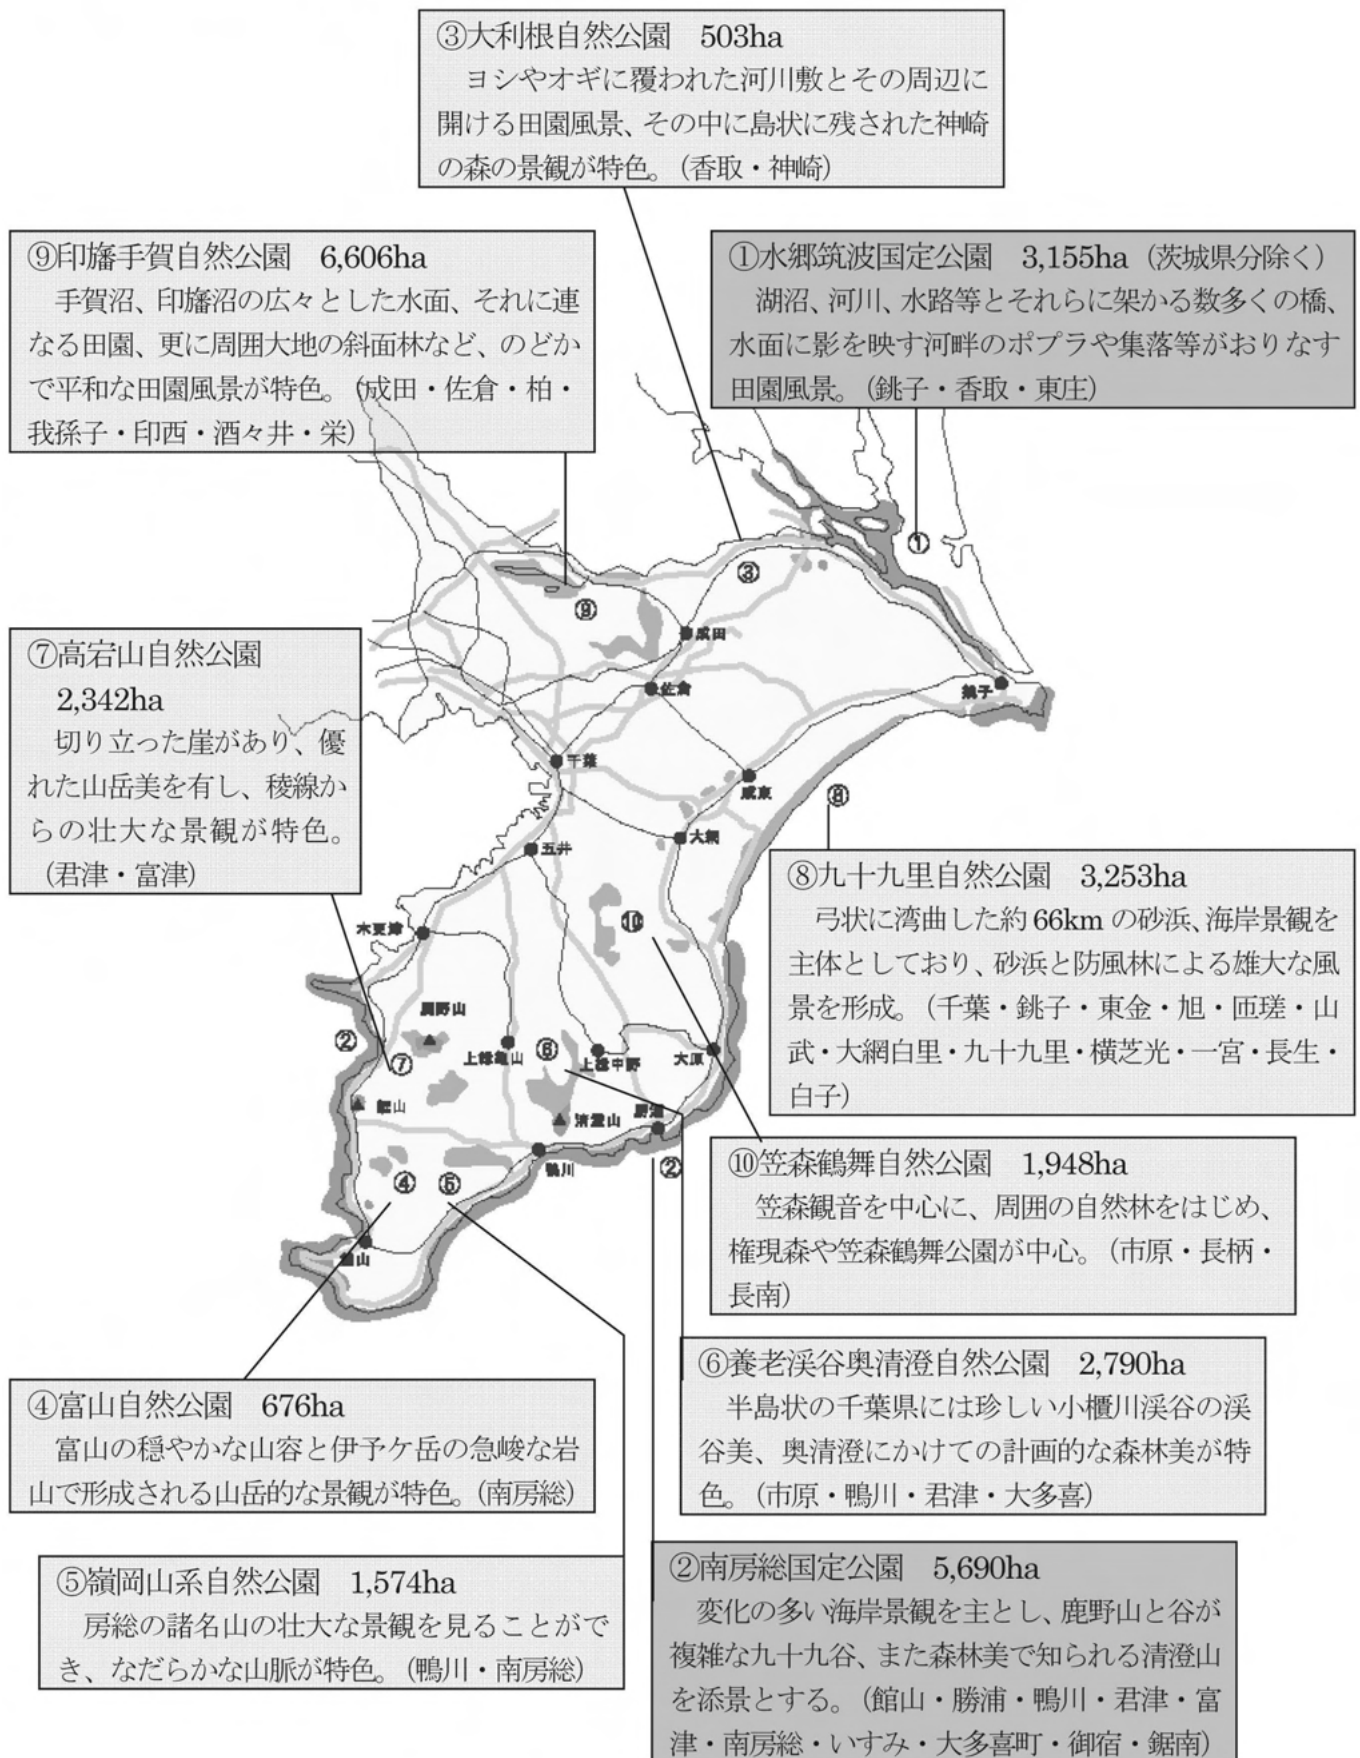 ③大利根自然公園　503ha
ヨシやオギに覆われた河川敷とその周辺に
開ける田園風景、その中に島状に残された神崎
の森の景観が特色。（香取・神崎）
⑨印旛手賀自然公園　6,606ha
手賀沼、印旛沼の広々とした水面、それに連
なる田園、更に周囲大地の斜面林など、のどか
で平和な田園風景が特色。（成田・佐倉・柏・
我孫子・印西・酒々井・栄）
①水郷筑波国定公園　3,155ha（茨城県分除く）
湖沼、河川、水路等とそれらに架かる数多くの橋、
水面に影を映す河畔のポプラや集落等がおりなす
田園風景。（銚子・香取・東庄）
①
③
⑨
成田
佐倉
銚子
⑦高宕山自然公園
2,342ha
切り立った崖があり、優
れた山岳美を有し、稜線か
らの壮大な景観が特色。
（君津・富津）
千葉
成東
⑧
大網
五井
⑧九十九里自然公園　3,253ha
弓状に湾曲した約 66km の砂浜、海岸景観を
主体としており、砂浜と防風林による雄大な風
景を形成。（千葉・銚子・東金・旭・匝瑳・山
武・大網白里・九十九里・横芝光・一宮・長生・
白子）
⑩
木更津
鹿野山
②
⑦
上総亀山
⑥
上総中野
大原
鋸山
清澄山
勝浦
鴨川
②
④
⑤
館山
⑩笠森鶴舞自然公園　1,948ha
笠森観音を中心に、周囲の自然林をはじめ、
権現森や笠森鶴舞公園が中心。（市原・長柄・
長南）
⑥養老渓谷奥清澄自然公園　2,790ha
半島状の千葉県には珍しい小櫃川渓谷の渓
谷美、奥清澄にかけての計画的な森林美が特
色。（市原・鴨川・君津・大多喜）
④富山自然公園　676ha
富山の穏やかな山容と伊予ケ岳の急峻な岩
山で形成される山岳的な景観が特色。（南房総）
⑤嶺岡山系自然公園　1,574ha
房総の諸名山の壮大な景観を見ることがで
き、なだらかな山脈が特色。（鴨川・南房総）
②南房総国定公園　5,690ha
変化の多い海岸景観を主とし、鹿野山と谷が
複雑な九十九谷、また森林美で知られる清澄山
を添景とする。（館山・勝浦・鴨川・君津・富
津・南房総・いすみ・大多喜町・御宿・鋸南）